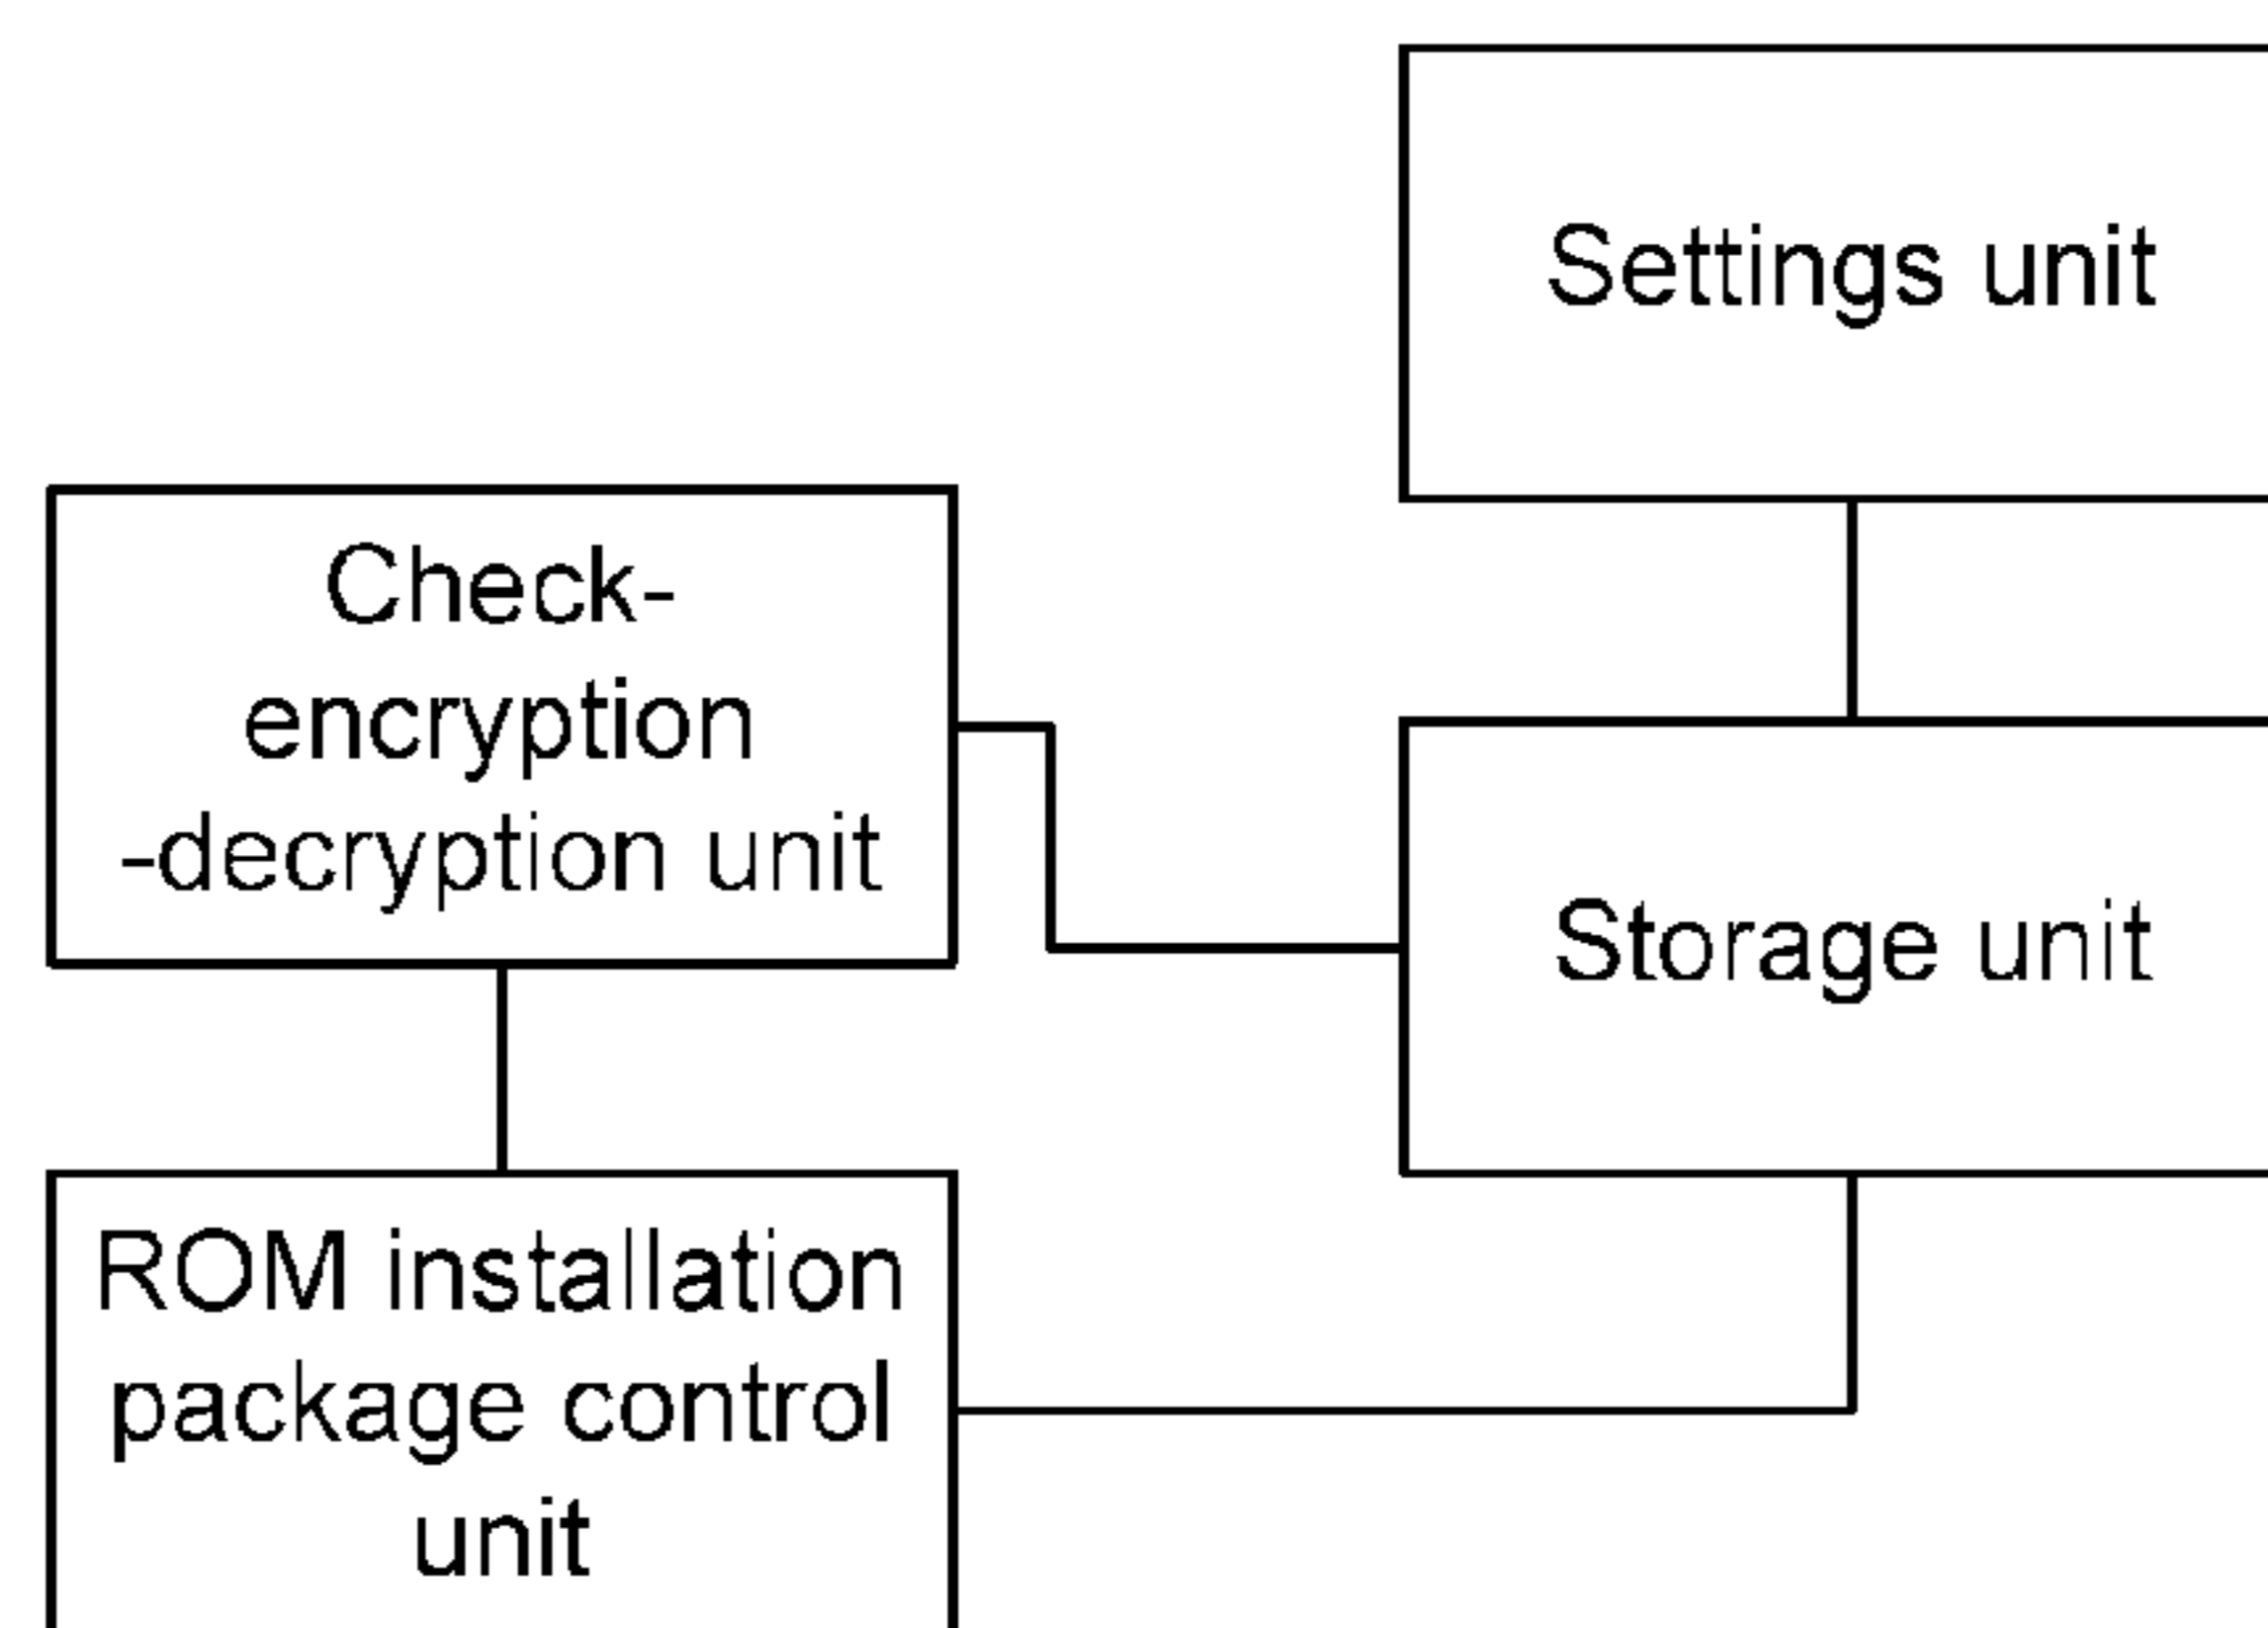 Settings unit
Check-
encryption
-decryption unit
Storage unit
ROM installation
package control
unit